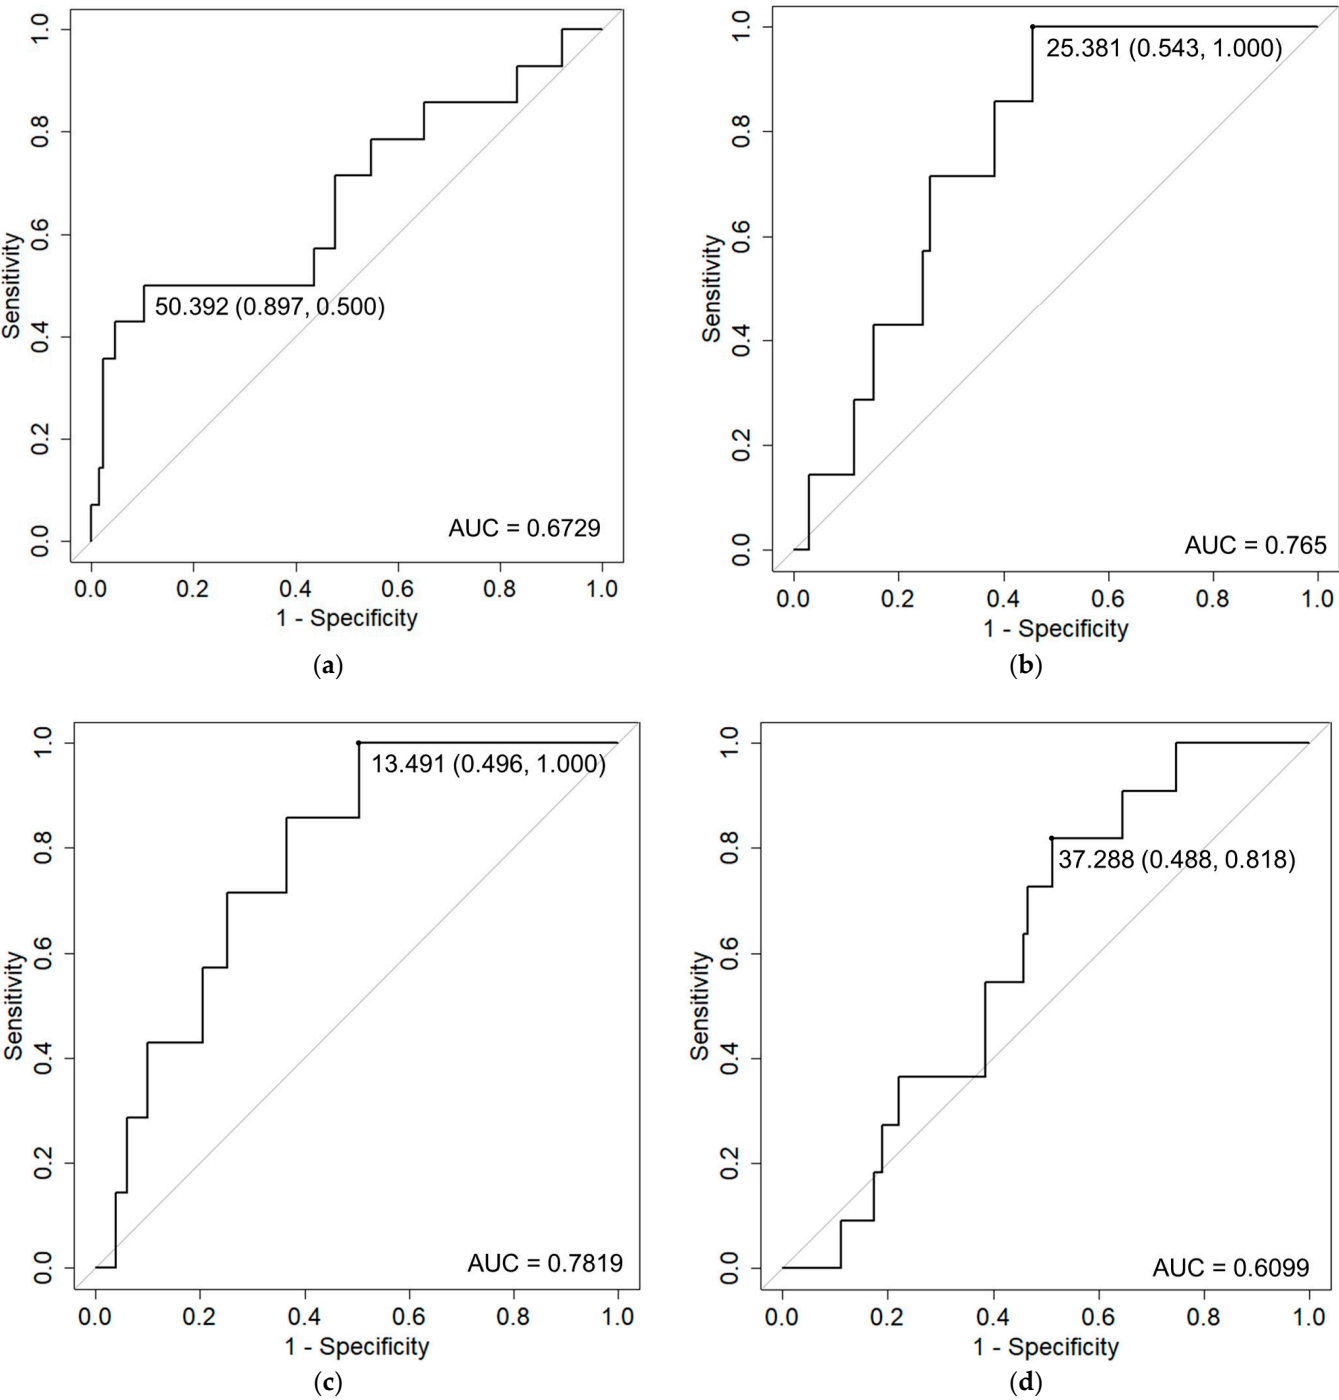 1.0
0.8
0.6
0.4
0.2
0.0
Sensitivity
50.392 (0.897, 0.500)
AUC = 0.6729
0.0 0.2 0.4 0.6 0.8 1.0
1 - Specificity
(a)
1.0
0.8
0.6
0.4
0.2
0.0
Sensitivity
25.381 (0.543, 1.000)
AUC = 0.765
0.0 0.2 0.4 0.6 0.8 1.0
1 - Specificity
(b)
1.0
0.8
0.6
0.4
0.2
0.0
Sensitivity
13.491 (0.496, 1.000)
AUC = 0.7819
0.0 0.2 0.4 0.6 0.8 1.0
1 - Specificity
(c)
1.0
0.8
0.6
0.4
0.2
0.0
Sensitivity
37.288 (0.488, 0.818)
AUC = 0.6099
0.0 0.2 0.4 0.6 0.8 1.0
1 - Specificity
(d)